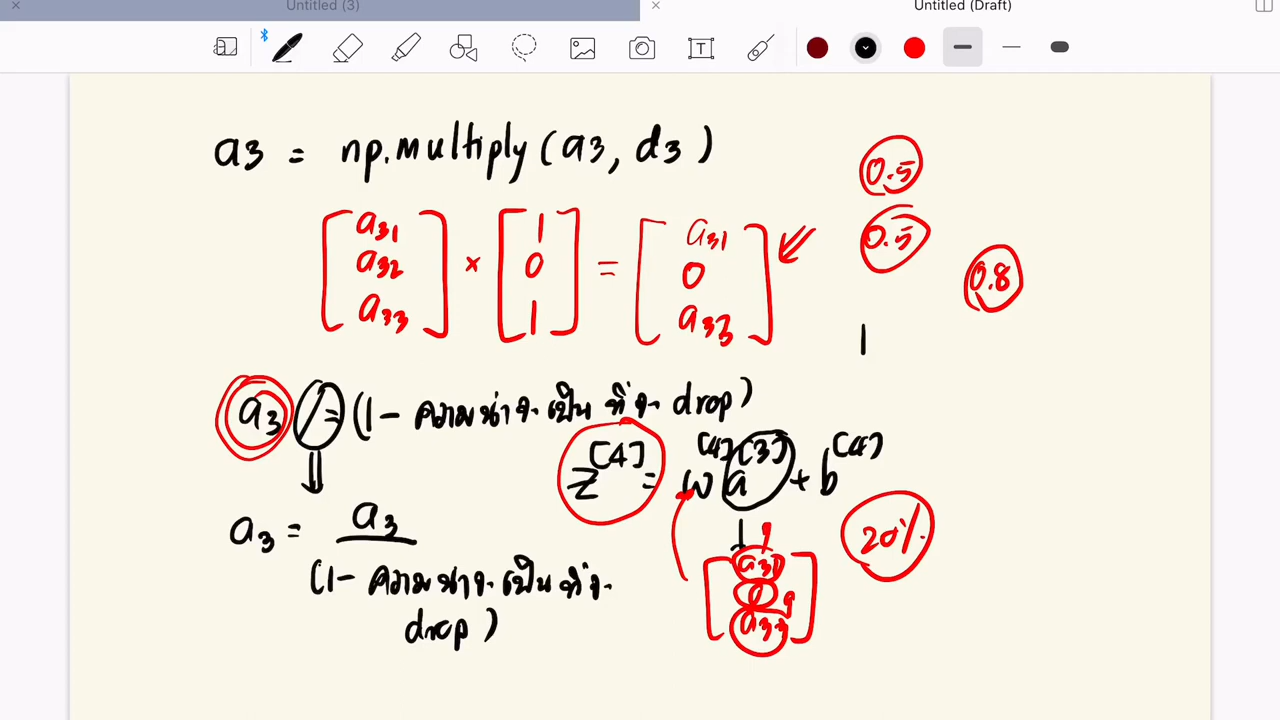 Untitled (3)
Untitled (Draft)
a3 = np.multiply(a3, d3)
0.5
0.5
0.8
[a31 a32 a33] × [1 0 1] = [a31 0 a33]
1
a3 /= (1 - ความน่าจะเป็นที่จะ drop)
z[4] = w[4] a[3] + b[4]
a3 = a3
(1 - ความน่าจะเป็นที่จะ
drop)
20%
[a31 0 a33]